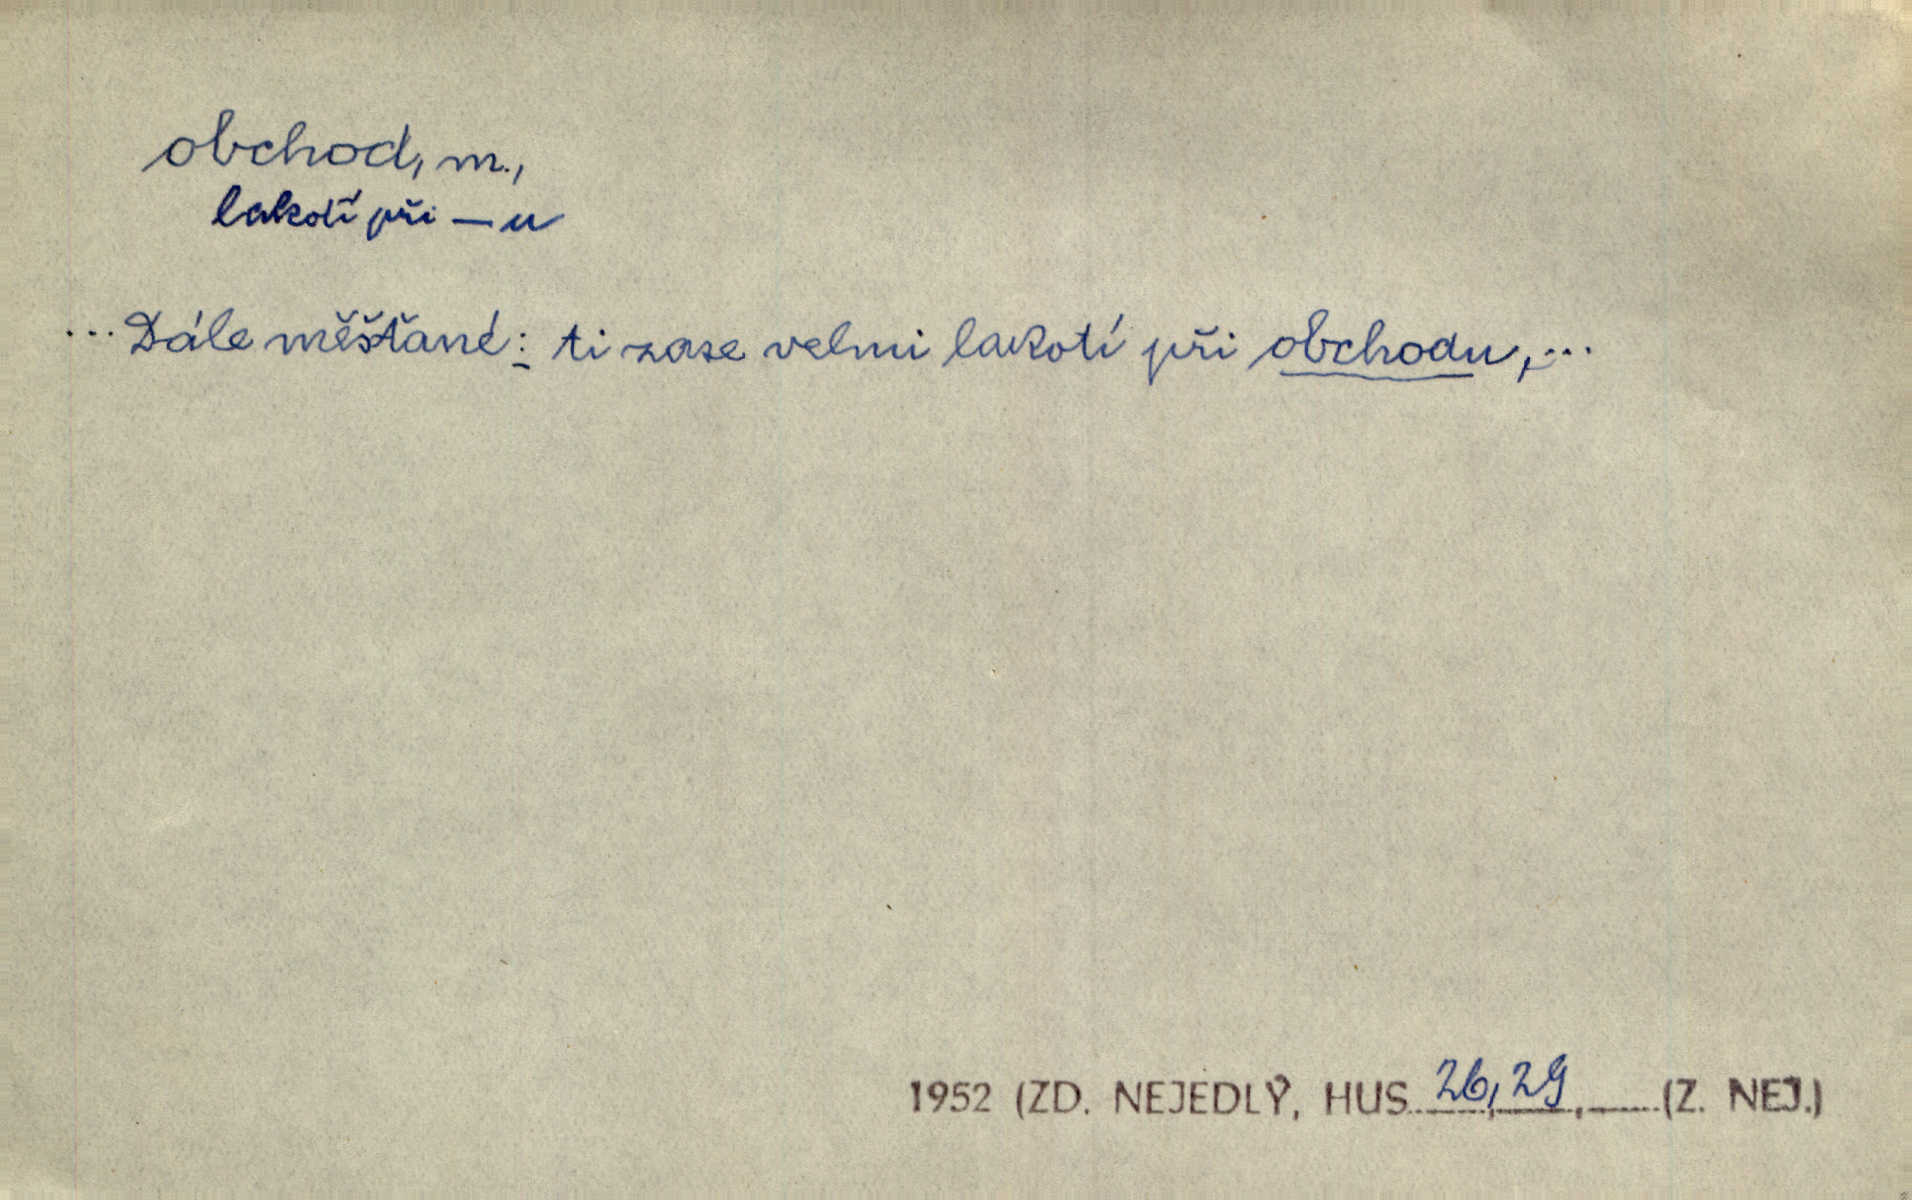 obchod, m.,
lakotí při — u
... Dále měšťané: ti zase velmi lakotí při obchodu, ...
1952 (ZD. NEJEDLÝ, HUS 26, 29, (Z. NEJ.)